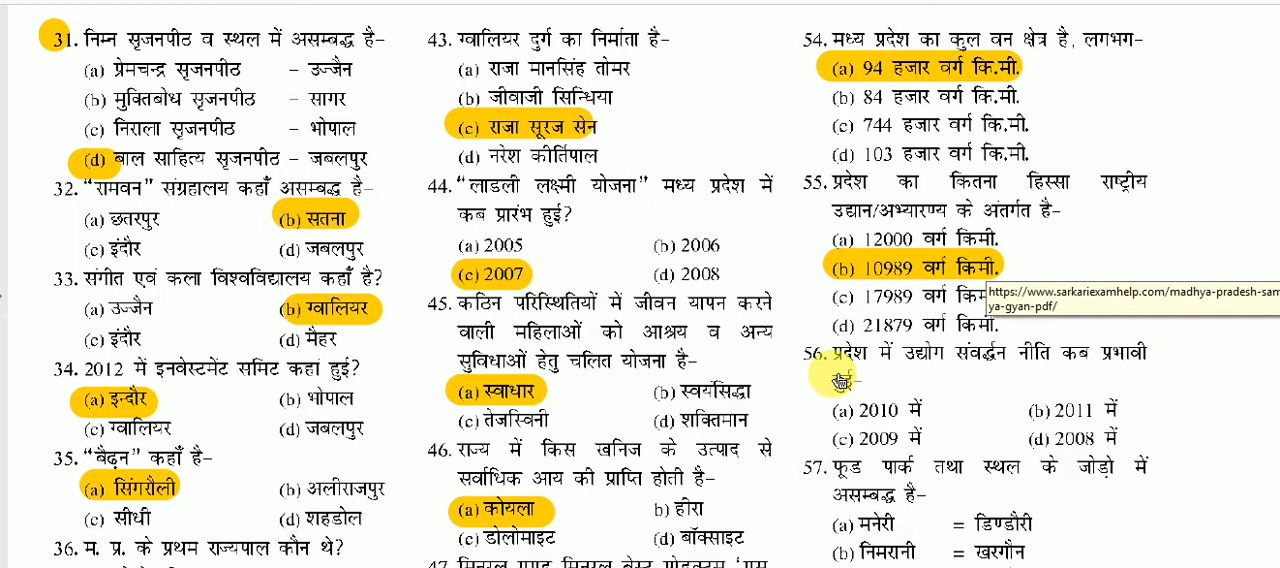 31. निम्न सृजनपीठ व स्थल में असम्बद्ध है–
(a) प्रेमचन्द्र सृजनपीठ – उज्जैन
(b) मुक्तिबोध सृजनपीठ – सागर
(c) निराला सृजनपीठ – भोपाल
(d) बाल साहित्य सृजनपीठ – जबलपुर
32. “रामवन” संग्रहालय कहाँ असम्बद्ध है–
(a) छतरपुर (b) सतना
(c) इंदौर (d) जबलपुर
33. संगीत एवं कला विश्वविद्यालय कहाँ है?
(a) उज्जैन (b) ग्वालियर
(c) इंदौर (d) मैहर
34. 2012 में इनवेस्टमेंट समिट कहां हुई?
(a) इन्दौर (b) भोपाल
(c) ग्वालियर (d) जबलपुर
35. “बैढ़न” कहाँ है–
(a) सिंगरौली (b) अलीराजपुर
(c) सीधी (d) शहडोल
36. म. प्र. के प्रथम राज्यपाल कौन थे?
43. ग्वालियर दुर्ग का निर्माता है–
(a) राजा मानसिंह तोमर
(b) जीवाजी सिन्धिया
(c) राजा सूरज सेन
(d) नरेश कीर्तिपाल
44. “लाडली लक्ष्मी योजना” मध्य प्रदेश में
कब प्रारंभ हुई?
(a) 2005 (b) 2006
(c) 2007 (d) 2008
45. कठिन परिस्थितियों में जीवन यापन करने
वाली महिलाओं को आश्रय व अन्य
सुविधाओं हेतु चलित योजना है–
(a) स्वाधार (b) स्वयंसिद्धा
(c) तेजस्विनी (d) शक्तिमान
46. राज्य में किस खनिज के उत्पाद से
सर्वाधिक आय की प्राप्ति होती है–
(a) कोयला b) हीरा
(c) डोलोमाइट (d) बॉक्साइट
54. मध्य प्रदेश का कुल वन क्षेत्र है, लगभग–
(a) 94 हजार वर्ग कि.मी.
(b) 84 हजार वर्ग कि.मी.
(c) 744 हजार वर्ग कि.मी.
(d) 103 हजार वर्ग कि.मी.
55. प्रदेश का कितना हिस्सा राष्ट्रीय
उद्यान/अभ्यारण्य के अंतर्गत है–
(a) 12000 वर्ग किमी.
(b) 10989 वर्ग किमी.
(c) 17989 वर्ग
https://www.sarkariexamhelp.com/madhya-pradesh-sam
ya-gyan-pdf/
(d) 21879 वर्ग किमी.
56. प्रदेश में उद्योग संवर्द्धन नीति कब प्रभावी
हुई–
(a) 2010 में (b) 2011 में
(c) 2009 में (d) 2008 में
57. फूड पार्क तथा स्थल के जोड़ो में
असम्बद्ध है–
(a) मनेरी = डिण्डौरी
(b) निमरानी = खरगौन